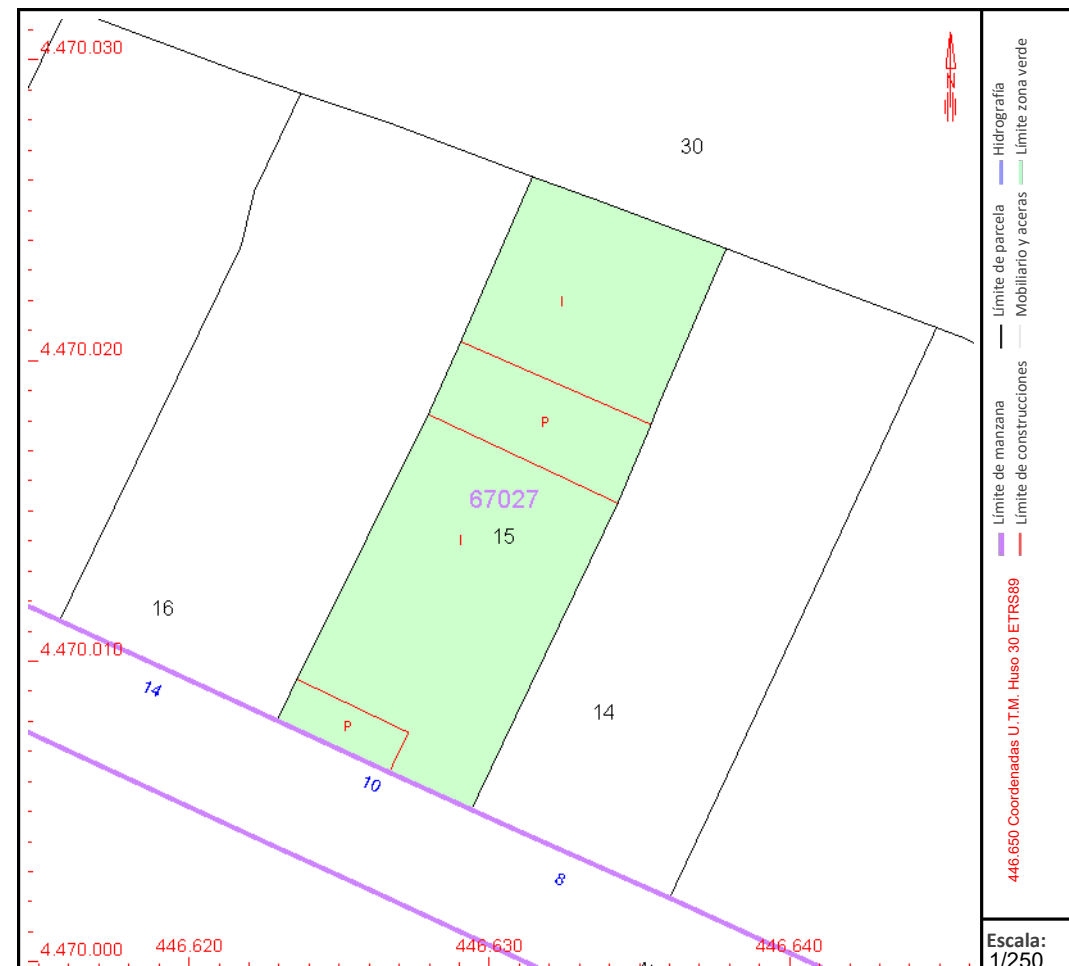 4.470.030
30
N
4.470.020
I
P
67027
15
I
16
4.470.010
14
14
P
10
8
4.470.000
446.620
446.630
446.640
Hidrografía
Límite zona verde
Límite de parcela
Mobiliario y aceras
Límite de manzana
Límite de construcciones
446.650 Coordenadas U.T.M. Huso 30 ETRS89
Escala:
1/250